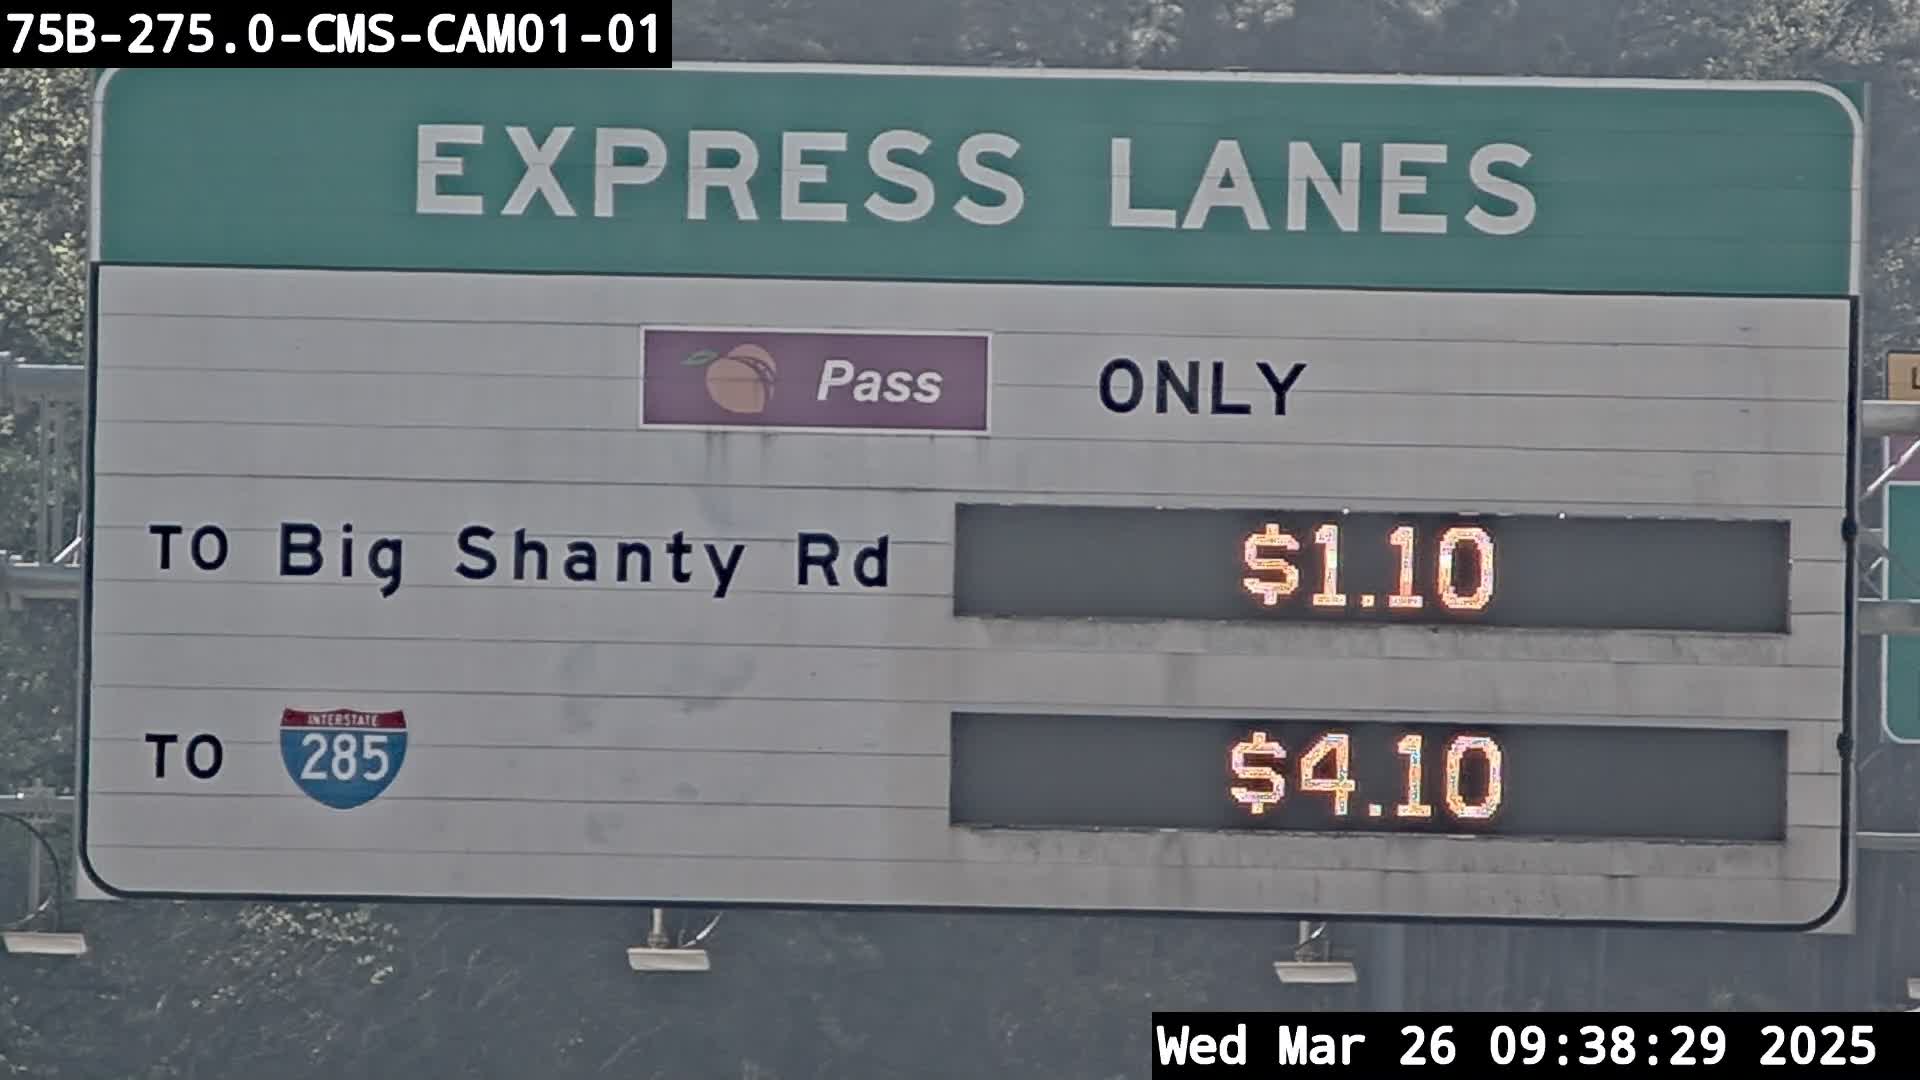 75B-275.0-CMS-CAM01-01
EXPRESS LANES
Pass ONLY
TO Big Shanty Rd $1.10
INTERSTATE
TO 285 $4.10
Wed Mar 26 09:38:29 2025